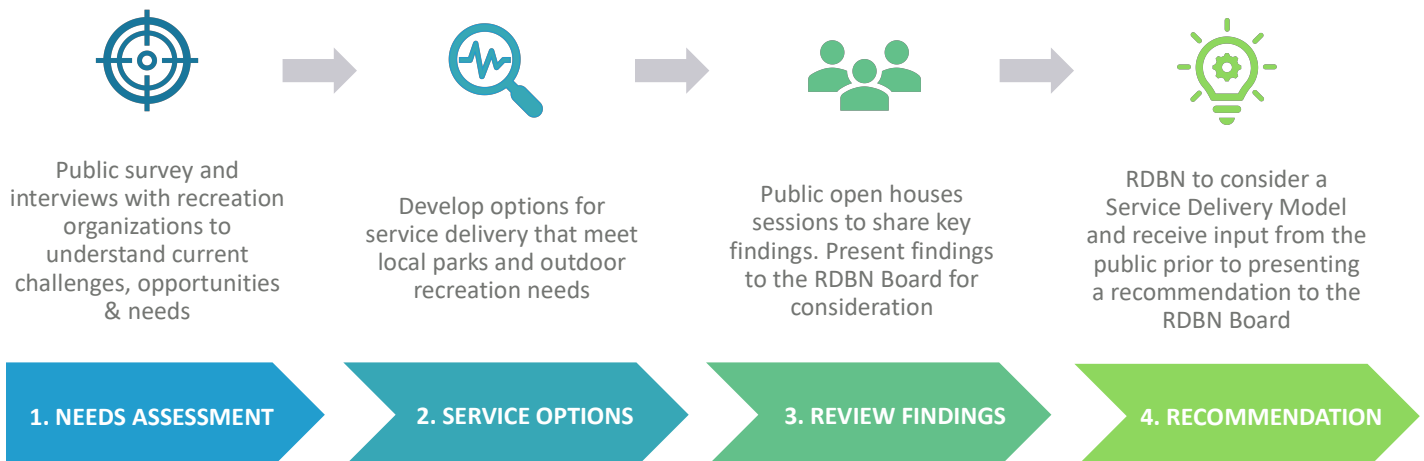 Public survey and
interviews with recreation
organizations to
understand current
challenges, opportunities
& needs
Develop options for
service delivery that meet
local parks and outdoor
recreation needs
Public open houses
sessions to share key
findings. Present findings
to the RDBN Board for
consideration
RDBN to consider a
Service Delivery Model
and receive input from the
public prior to presenting
a recommendation to the
RDBN Board
1. NEEDS ASSESSMENT
2. SERVICE OPTIONS
3. REVIEW FINDINGS
4. RECOMMENDATION